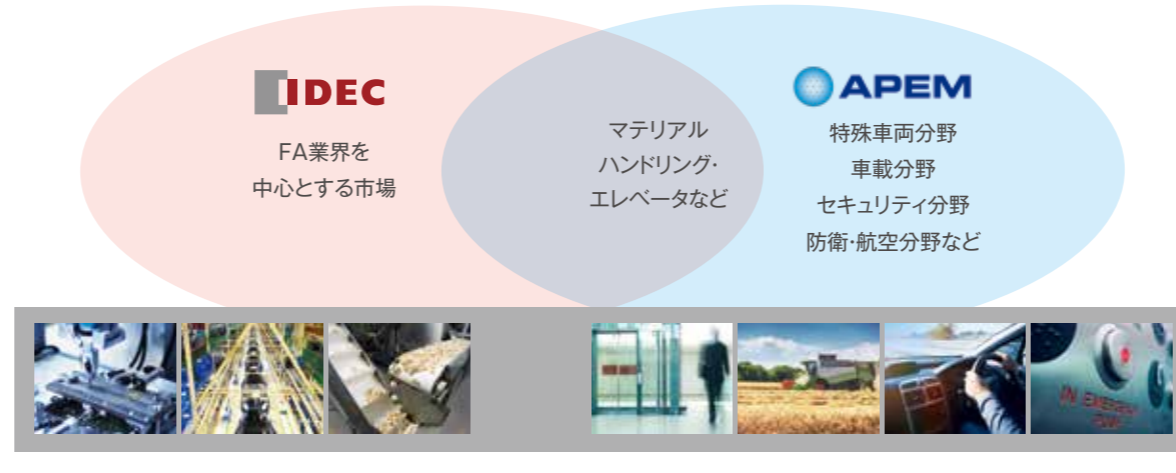 IDEC
FA業界を
中心とする市場
マテリアル
ハンドリング・
エレベータなど
APEM
特殊車両分野
車載分野
セキュリティ分野
防衛・航空分野など
IN EMERGENCY